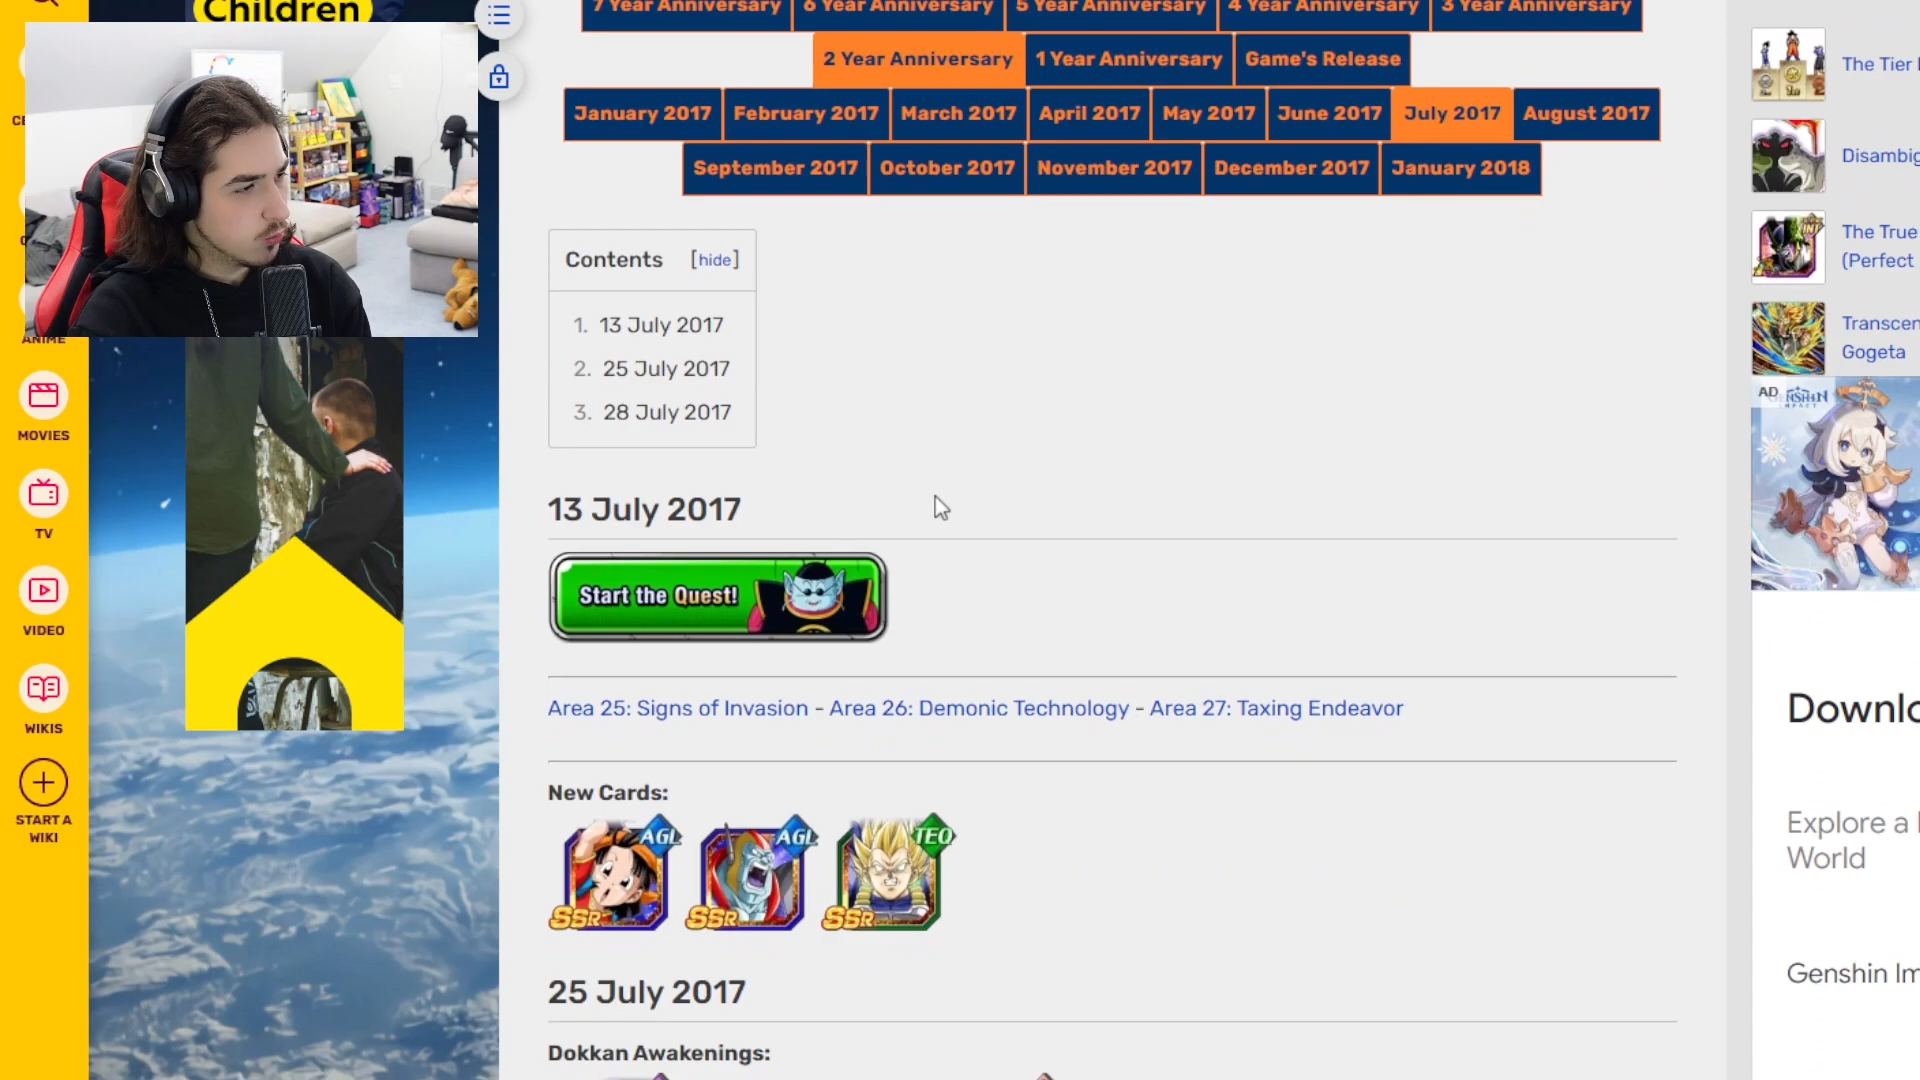 Children
7 Year Anniversary
6 Year Anniversary
5 Year Anniversary
4 Year Anniversary
3 Year Anniversary
2 Year Anniversary
1 Year Anniversary
Game's Release
January 2017
February 2017
March 2017
April 2017
May 2017
June 2017
July 2017
August 2017
September 2017
October 2017
November 2017
December 2017
January 2018
Contents [hide]
1. 13 July 2017
2. 25 July 2017
3. 28 July 2017
13 July 2017
Start the Quest!
Area 25: Signs of Invasion - Area 26: Demonic Technology - Area 27: Taxing Endeavor
New Cards:
AGL
SSR
AGL
SSR
TEQ
SSR
25 July 2017
Dokkan Awakenings:
ANIME
MOVIES
TV
VIDEO
WIKIS
START A
WIKI
The Tier
Disambig
INT
The True
(Perfect
Transcen
Gogeta
AD
GENSHIN
IMPACT
Downlo
Explore a
World
Genshin Im